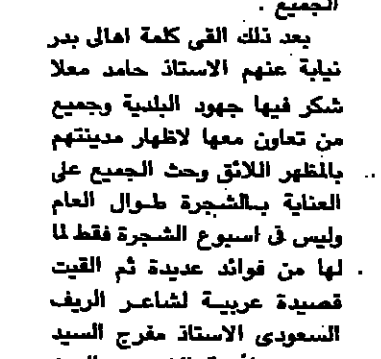 الجميع .
بعد ذلك القى كلمة اهالى بدر
نيابة عنهم الاستاذ حامد معلا
شكر فيها جهود البلدية وجميع
من تعاون معها لاظهار مدينتهم
بالمظهر اللائق وحث الجميع على
العناية بالشجرة طوال العام
وليس فى اسبوع الشجرة فقط لما
لها من فوائد عديدة ثم القيت
قصيدة عربية لشاعر الريف
السعودى الاستاذ مفرج السيد